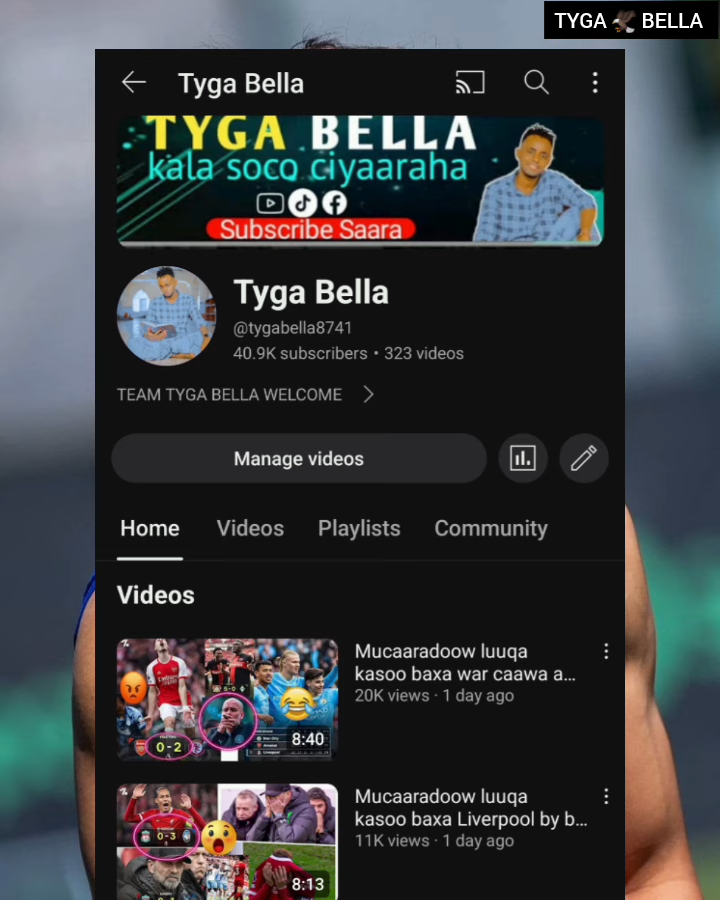 TYGA 🦅 BELLA
Tyga Bella
TYGA BELLA
kala soco ciyaaraha
Subscribe Saara
Tyga Bella
@tygabella8741
40.9K subscribers • 323 videos
TEAM TYGA BELLA WELCOME
Manage videos
Home Videos Playlists Community
Videos
Mucaaradoow luuqa
kasoo baxa war caawa a...
20K views · 1 day ago
5-0
0-2
8:40
Mucaaradoow luuqa
kasoo baxa Liverpool by b...
11K views · 1 day ago
0-3
8:13